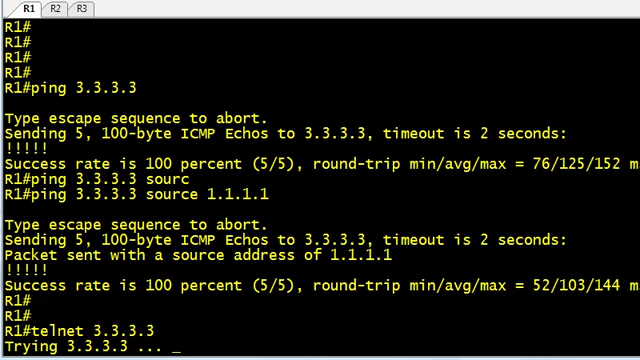 R1 R2 R3
R1#
R1#
R1#
R1#
R1#ping 3.3.3.3
Type escape sequence to abort.
Sending 5, 100-byte ICMP Echos to 3.3.3.3, timeout is 2 seconds:
!!!!!
Success rate is 100 percent (5/5), round-trip min/avg/max = 76/125/152 m
R1#ping 3.3.3.3 sourc
R1#ping 3.3.3.3 source 1.1.1.1
Type escape sequence to abort.
Sending 5, 100-byte ICMP Echos to 3.3.3.3, timeout is 2 seconds:
Packet sent with a source address of 1.1.1.1
!!!!!
Success rate is 100 percent (5/5), round-trip min/avg/max = 52/103/144 m
R1#
R1#
R1#telnet 3.3.3.3
Trying 3.3.3.3 ... _